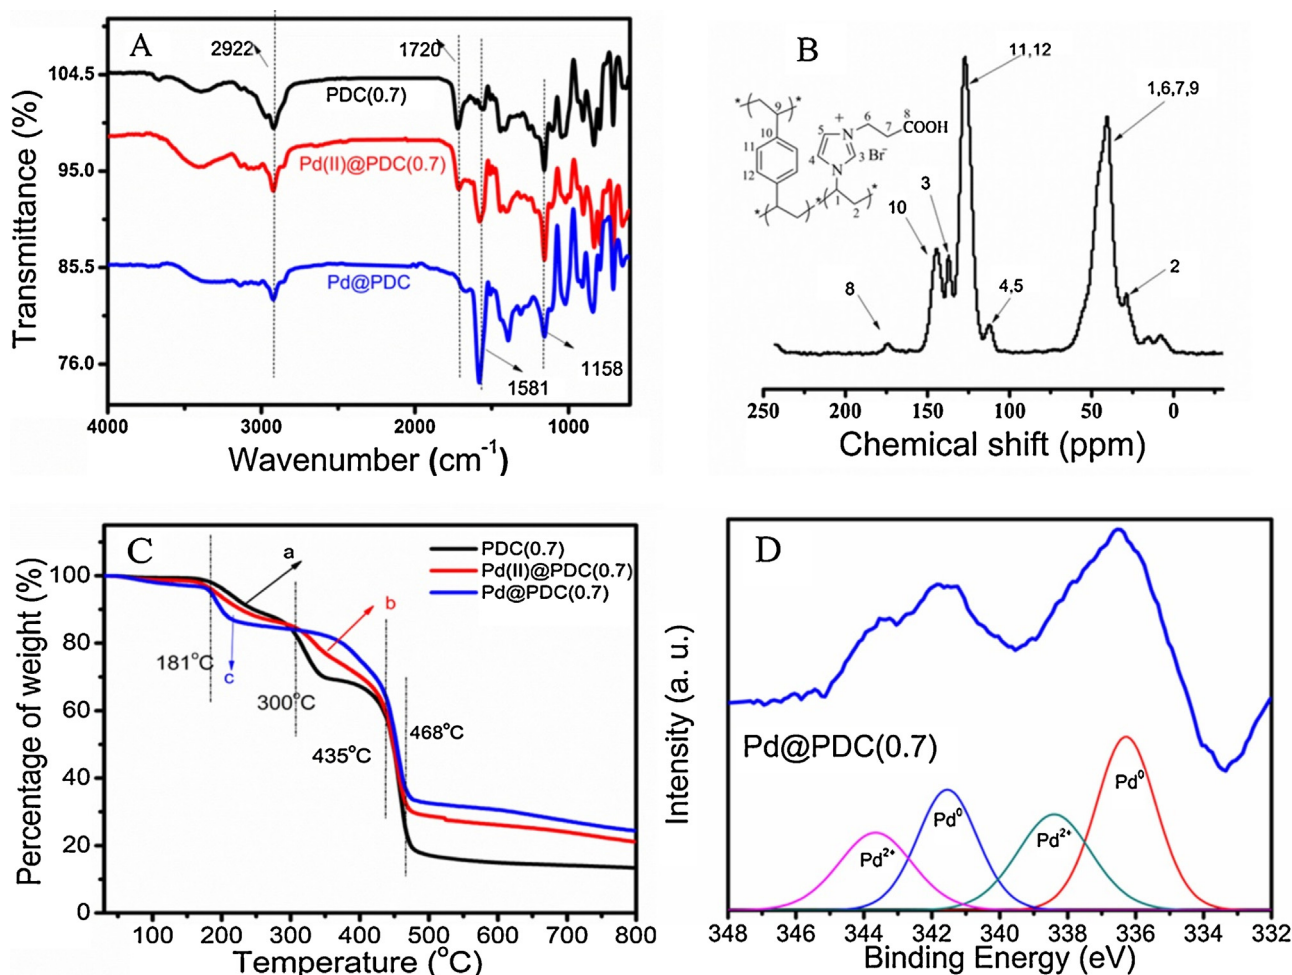 A
2922
1720
PDC(0.7)
Pd(II)@PDC(0.7)
Pd@PDC
1581
1158
104.5
95.0
85.5
76.0
Transmittance (%)
4000 3000 2000 1000
Wavenumber (cm⁻¹)
B
11,12
1,6,7,9
10
3
8
4,5
2
* * 9
10
11
12
+
6
7
8
COOH
5
4
3 Br⁻
* * *
1 2
250 200 150 100 50 0
Chemical shift (ppm)
C
a
b
c
PDC(0.7)
Pd(II)@PDC(0.7)
Pd@PDC(0.7)
181°C
300°C
435°C
468°C
100
80
60
40
20
0
Percentage of weight (%)
100 200 300 400 500 600 700 800
Temperature (°C)
D
Pd@PDC(0.7)
Pd²⁺
Pd⁰
Pd²⁺
Pd⁰
Intensity (a. u.)
348 346 344 342 340 338 336 334 332
Binding Energy (eV)